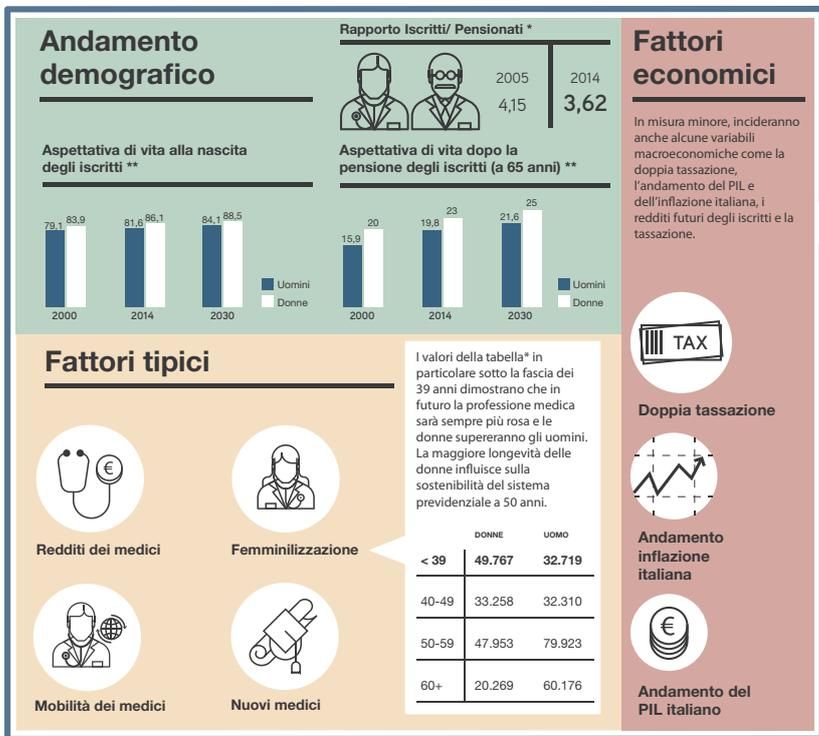 Andamento
demografico
Rapporto Iscritti/ Pensionati *
2005
4,15
2014
3,62
Aspettativa di vita alla nascita
degli iscritti **
79,1 83,9
81,6 86,1
84,1 88,5
2000 2014 2030
Uomini
Donne
Aspettativa di vita dopo la
pensione degli iscritti (a 65 anni) **
15,9 20
19,8 23
21,6 25
2000 2014 2030
Uomini
Donne
Fattori
economici
In misura minore, incideranno
anche alcune variabili
macroeconomiche come la
doppia tassazione,
l'andamento del PIL e
dell'inflazione italiana, i
redditi futuri degli iscritti e la
tassazione.
TAX
Doppia tassazione
Andamento
inflazione
italiana
€
Andamento del
PIL italiano
Fattori tipici
€
Redditi dei medici
Femminilizzazione
Mobilità dei medici
Nuovi medici
I valori della tabella* in
particolare sotto la fascia dei
39 anni dimostrano che in
futuro la professione medica
sarà sempre più rosa e le
donne supereranno gli uomini.
La maggiore longevità delle
donne influisce sulla
sostenibilità del sistema
previdenziale a 50 anni.
DONNE UOMO
< 39 49.767 32.719
40-49 33.258 32.310
50-59 47.953 79.923
60+ 20.269 60.176